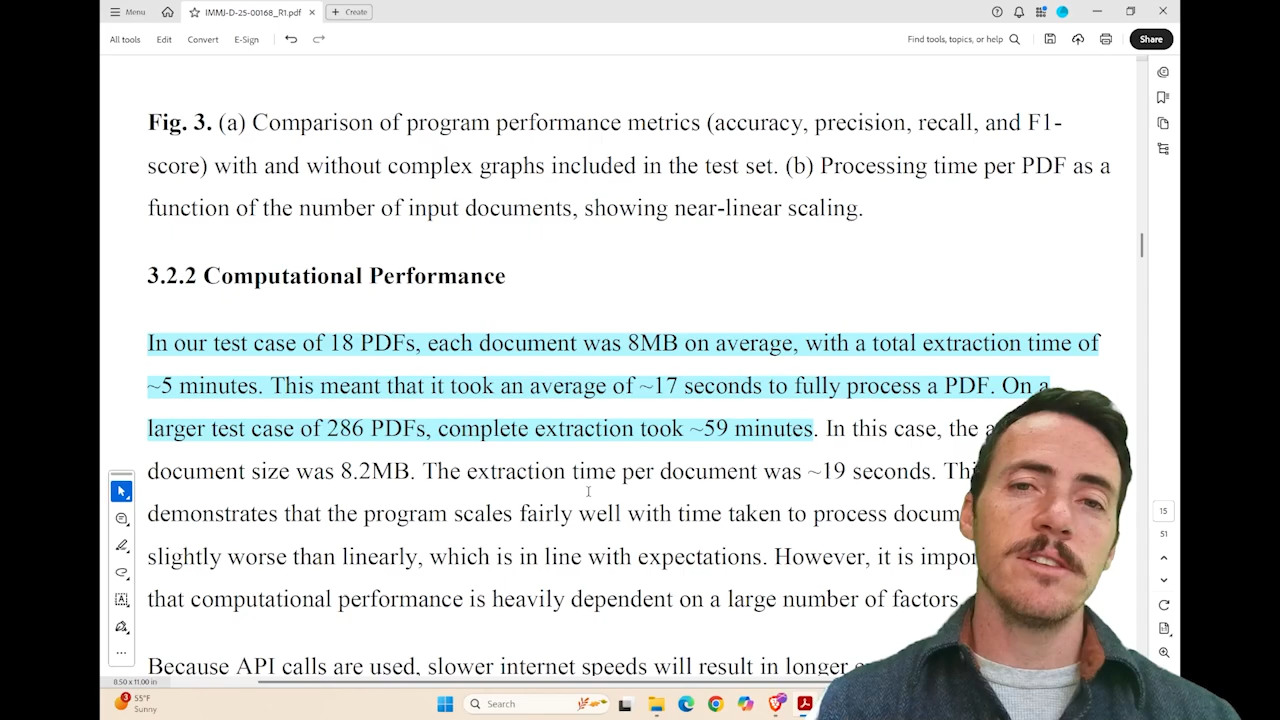 Menu
IMMJ-D-25-00168_R1.pdf
Create
All tools
Edit
Convert
E-Sign
Find tools, topics, or help
Share
Fig. 3. (a) Comparison of program performance metrics (accuracy, precision, recall, and F1-
score) with and without complex graphs included in the test set. (b) Processing time per PDF as a
function of the number of input documents, showing near-linear scaling.
3.2.2 Computational Performance
In our test case of 18 PDFs, each document was 8MB on average, with a total extraction time of
~5 minutes. This meant that it took an average of ~17 seconds to fully process a PDF. On a
larger test case of 286 PDFs, complete extraction took ~59 minutes. In this case, the
document size was 8.2MB. The extraction time per document was ~19 seconds.
demonstrates that the program scales fairly well with time taken to process
slightly worse than linearly, which is in line with expectations. However, it is
that computational performance is heavily dependent on a large number of factors
Because API calls are used, slower internet speeds will result in longer
15
51
8.50 x 11.00 in
3
55°F
Sunny
Search